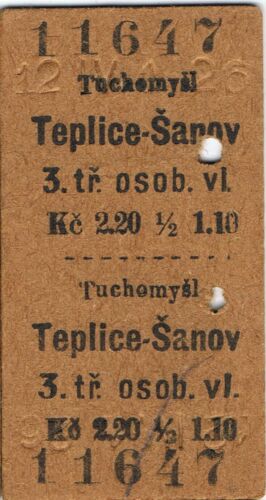 11647
Tuchomyšl
Teplice-Šanov
3. tř. osob. vl.
Kč 2.20 ½ 1.10
Tuchomyšl
Teplice-Šanov
3. tř. osob. vl.
Kč 2.20 ½ 1.10
11647